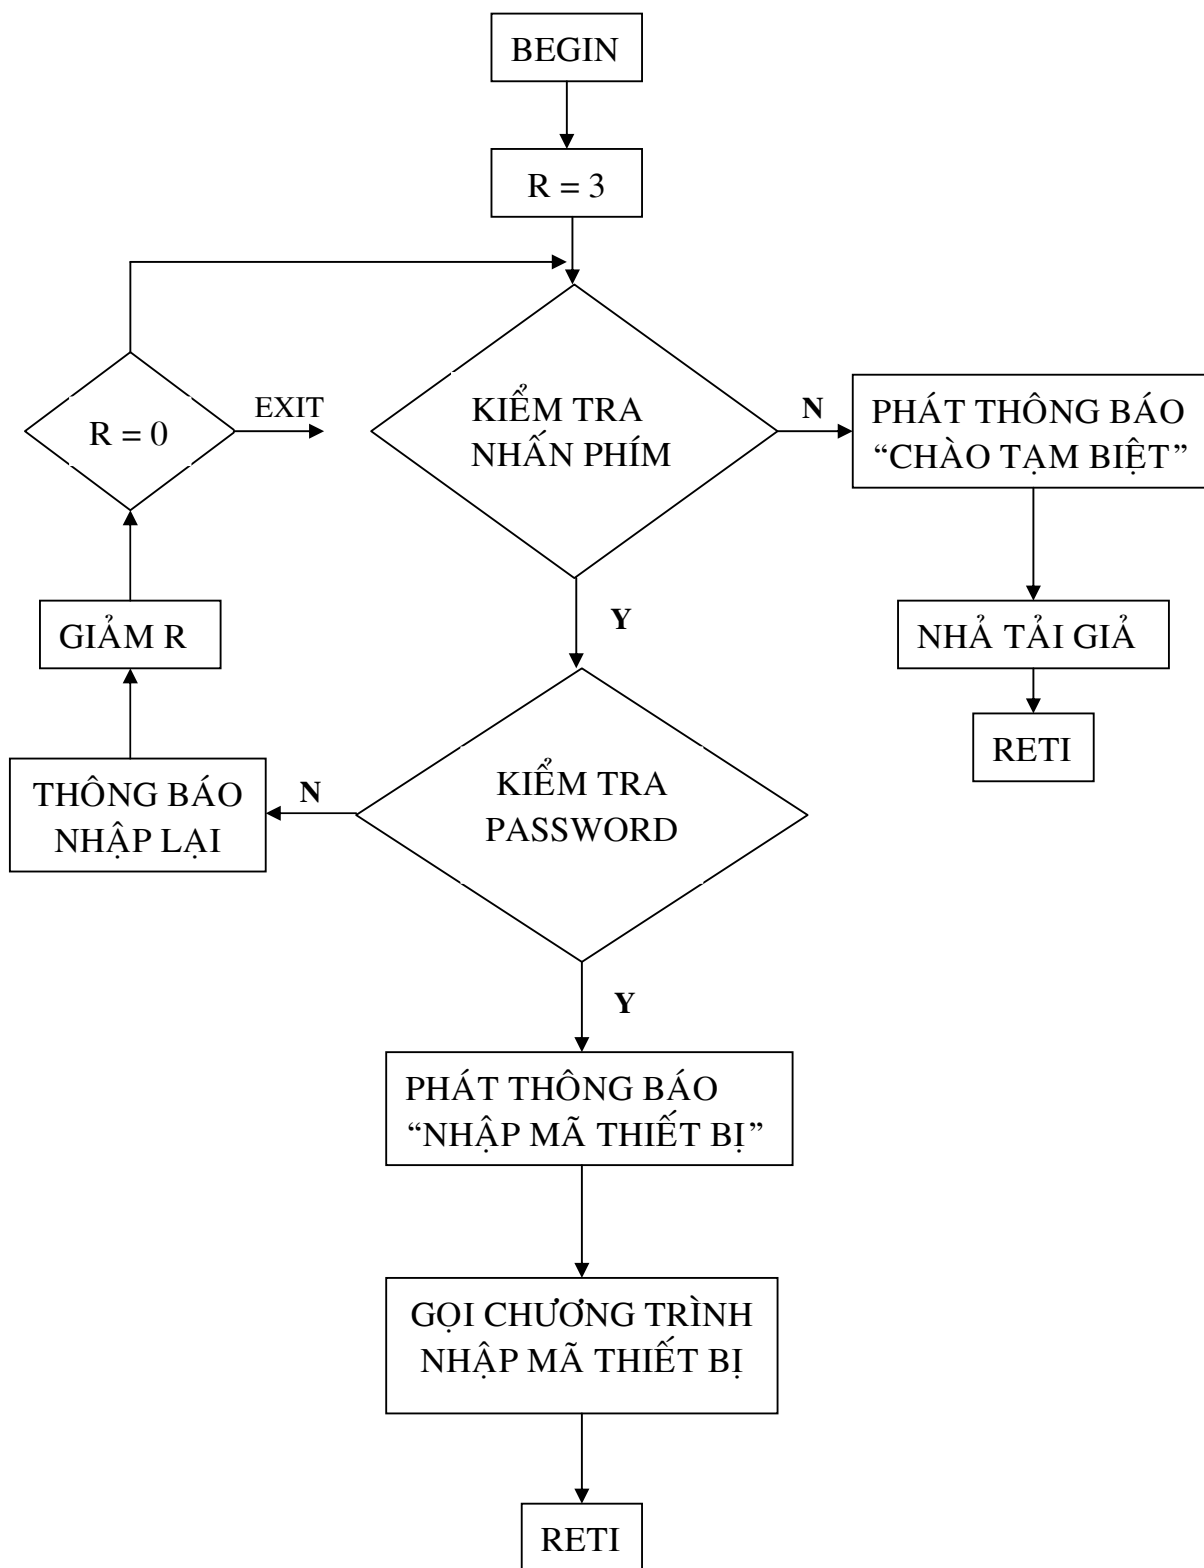 BEGIN
R = 3
R = 0
EXIT
KIỂM TRA
NHẤN PHÍM
N
PHÁT THÔNG BÁO
“CHÀO TẠM BIỆT”
Y
GIẢM R
NHẢ TẢI GIẢ
RETI
THÔNG BÁO
NHẬP LẠI
N
KIỂM TRA
PASSWORD
Y
PHÁT THÔNG BÁO
“NHẬP MÃ THIẾT BỊ”
GỌI CHƯƠNG TRÌNH
NHẬP MÃ THIẾT BỊ
RETI